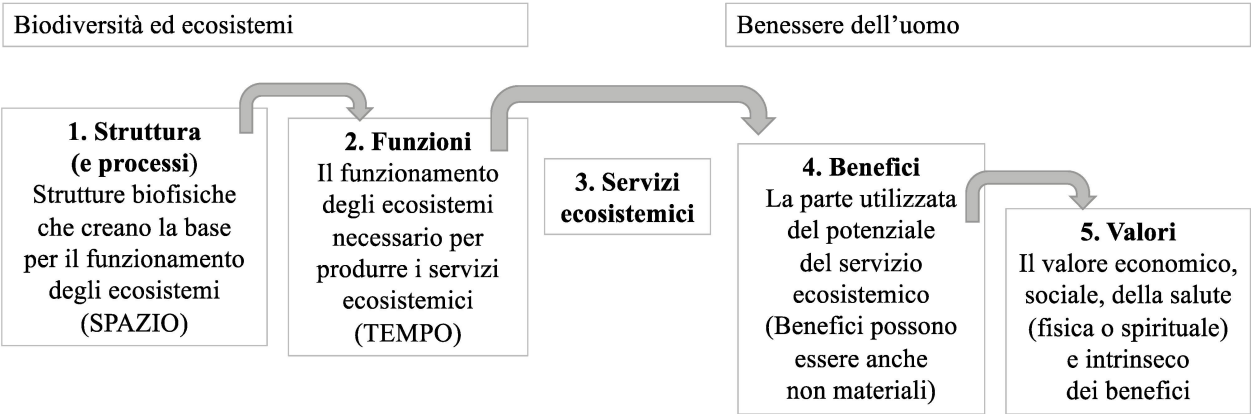 Biodiversità ed ecosistemi
Benessere dell’uomo
1. Struttura
(e processi)
Strutture biofisiche
che creano la base
per il funzionamento
degli ecosistemi
(SPAZIO)
2. Funzioni
Il funzionamento
degli ecosistemi
necessario per
produrre i servizi
ecosistemici
(TEMPO)
3. Servizi
ecosistemici
4. Benefici
La parte utilizzata
del potenziale
del servizio
ecosistemico
(Benefici possono
essere anche
non materiali)
5. Valori
Il valore economico,
sociale, della salute
(fisica o spirituale)
e intrinseco
dei benefici